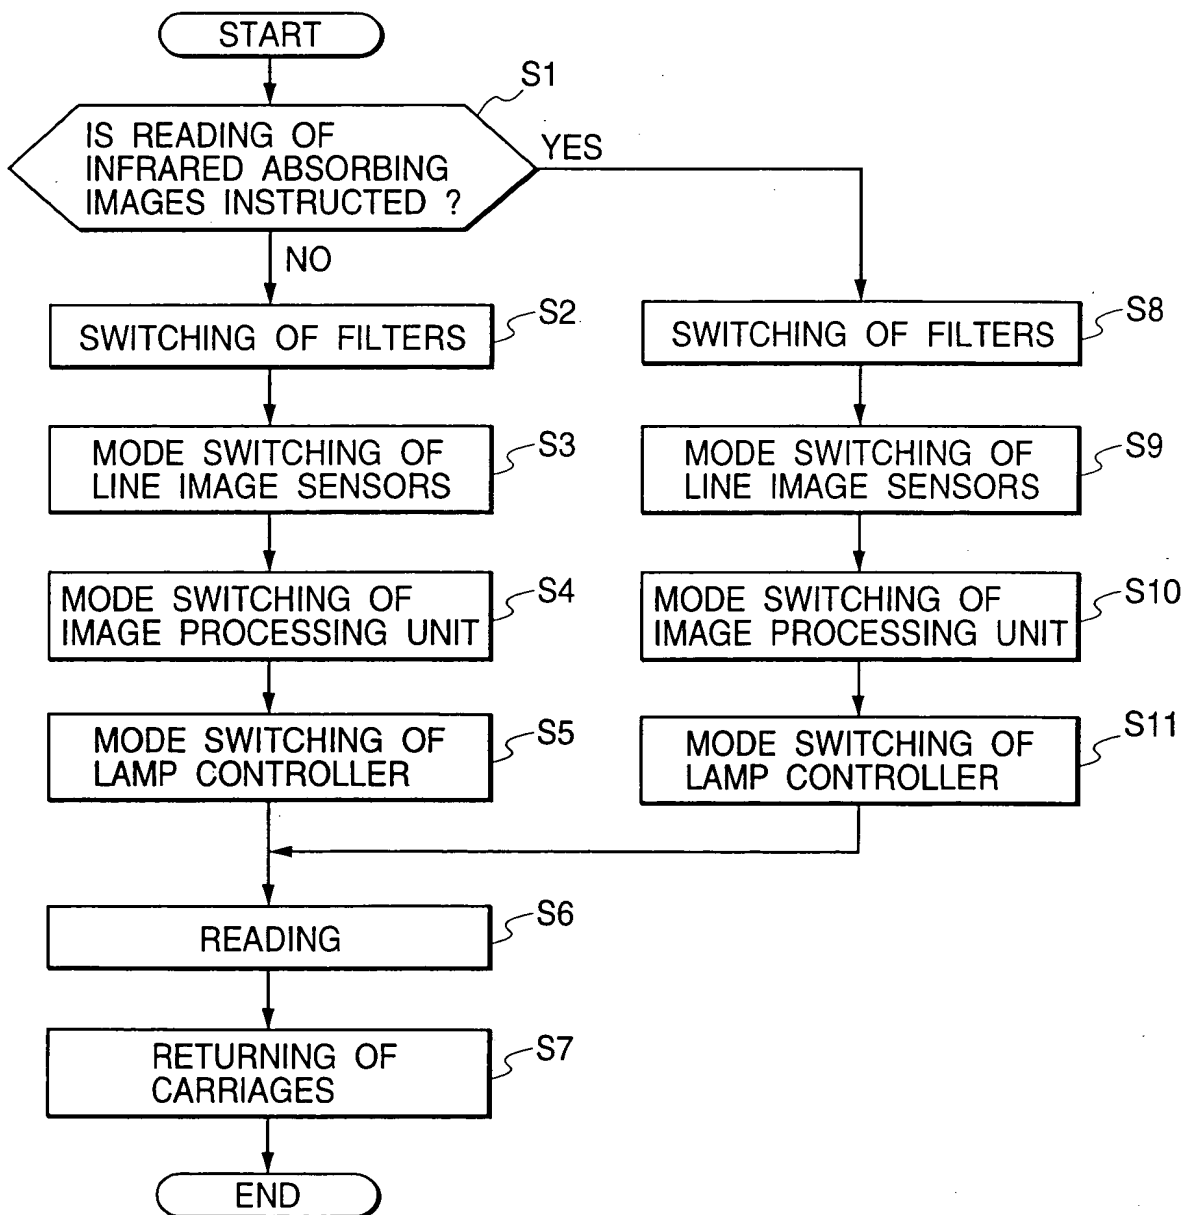 START
S1
IS READING OF
INFRARED ABSORBING
IMAGES INSTRUCTED ?
YES
NO
S2
SWITCHING OF FILTERS
S3
MODE SWITCHING OF
LINE IMAGE SENSORS
S4
MODE SWITCHING OF
IMAGE PROCESSING UNIT
S5
MODE SWITCHING OF
LAMP CONTROLLER
S8
SWITCHING OF FILTERS
S9
MODE SWITCHING OF
LINE IMAGE SENSORS
S10
MODE SWITCHING OF
IMAGE PROCESSING UNIT
S11
MODE SWITCHING OF
LAMP CONTROLLER
S6
READING
S7
RETURNING OF
CARRIAGES
END